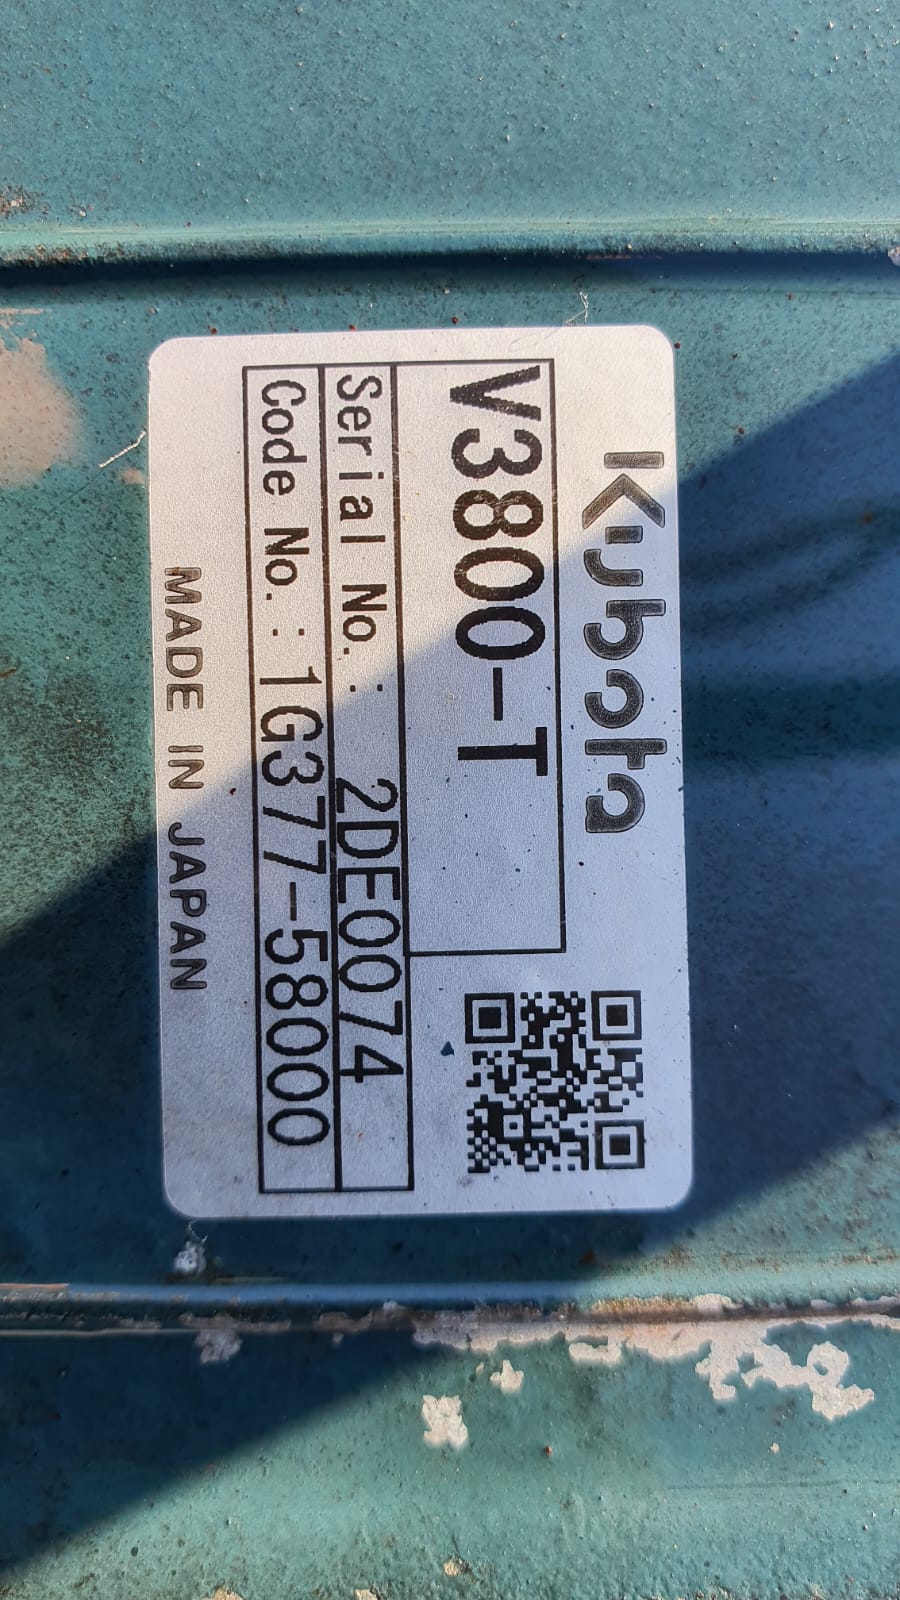 Kubota
V3800-T
Serial No.: 2DE0074
Code No.: 1G377-58000
MADE IN JAPAN